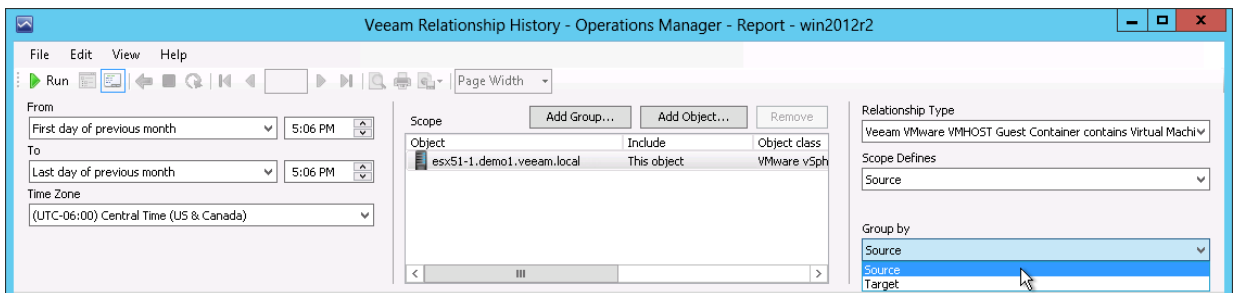 Veeam Relationship History - Operations Manager - Report - win2012r2
File Edit View Help
Run Page Width
From
First day of previous month 5:06 PM
To
Last day of previous month 5:06 PM
Time Zone
(UTC-06:00) Central Time (US & Canada)
Scope Add Group... Add Object... Remove
Object Include Object class
esx51-1.demo1.veeam.local This object VMware vSph
Relationship Type
Veeam VMware VMHOST Guest Container contains Virtual Machi
Scope Defines
Source
Group by
Source
Source
Target